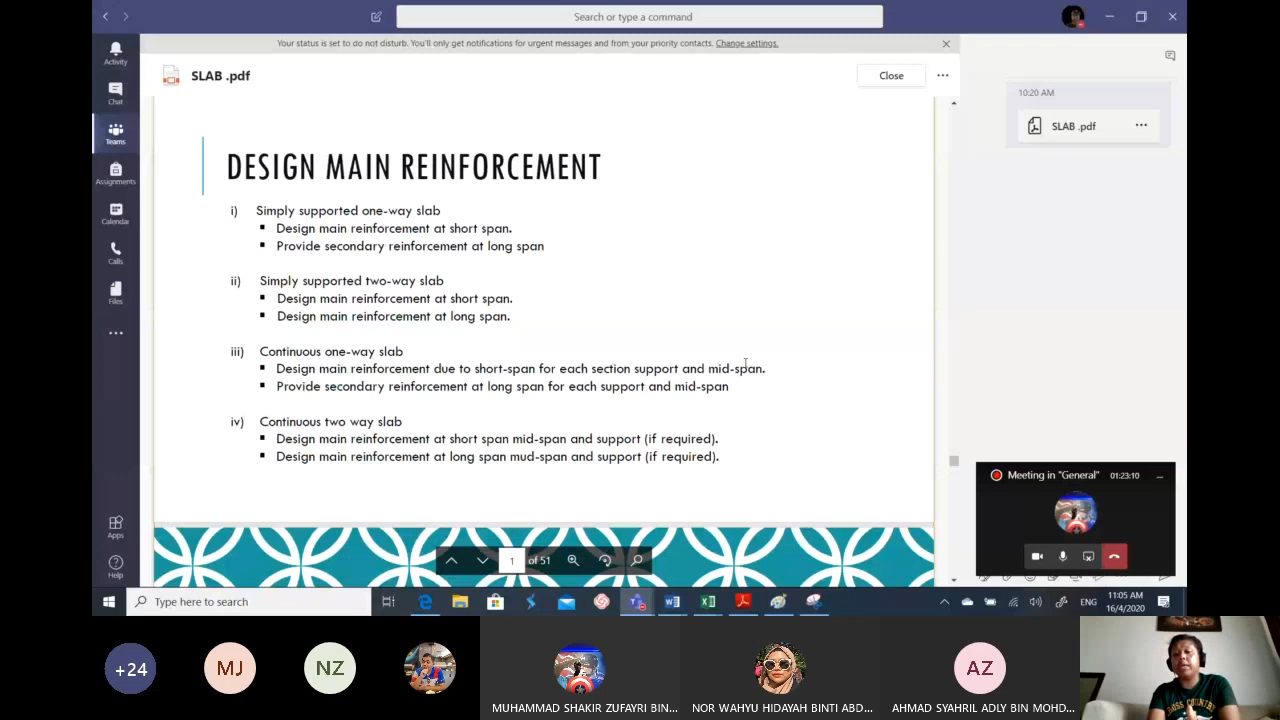 Search or type a command
Your status is set to do not disturb. You'll only get notifications for urgent messages and from your priority contacts. Change settings.
Activity
Chat
Teams
Assignments
Calendar
Calls
Files
Apps
Help
SLAB .pdf
Close
10:20 AM
SLAB .pdf
DESIGN MAIN REINFORCEMENT
i) Simply supported one-way slab
▪ Design main reinforcement at short span.
▪ Provide secondary reinforcement at long span
ii) Simply supported two-way slab
▪ Design main reinforcement at short span.
▪ Design main reinforcement at long span.
iii) Continuous one-way slab
▪ Design main reinforcement due to short-span for each section support and mid-span.
▪ Provide secondary reinforcement at long span for each support and mid-span
iv) Continuous two way slab
▪ Design main reinforcement at short span mid-span and support (if required).
▪ Design main reinforcement at long span mud-span and support (if required).
1 of 51
Meeting in "General" 01:23:10
Type here to search
ENG
11:05 AM
16/4/2020
+24
MJ
NZ
AZ
MUHAMMAD SHAKIR ZUFAYRI BIN...
NOR WAHYU HIDAYAH BINTI ABD...
AHMAD SYAHRIL ADLY BIN MOHD...